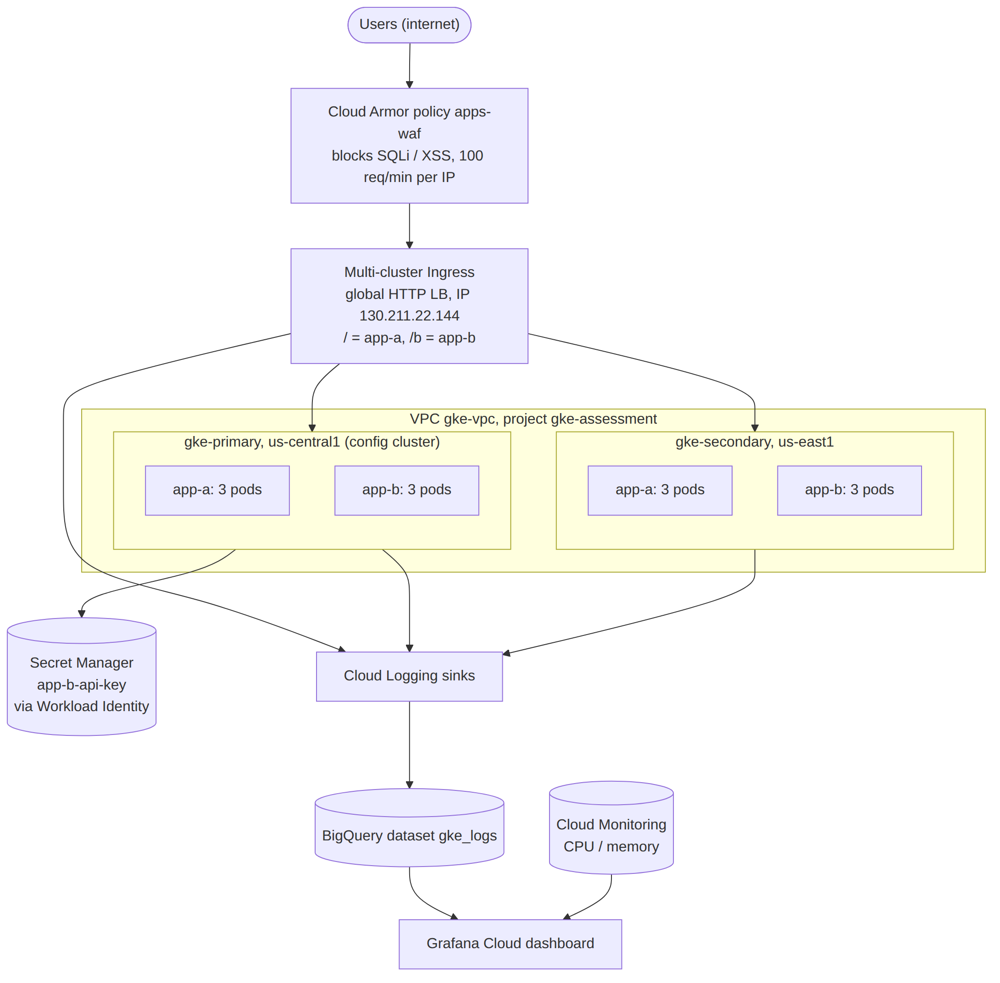 Users (internet)
Cloud Armor policy apps-
waf
blocks SQLi / XSS, 100
req/min per IP
Multi-cluster Ingress
global HTTP LB, IP
130.211.22.144
/ = app-a, /b = app-b
VPC gke-vpc, project gke-assessment
gke-primary, us-central1 (config cluster)
app-a: 3 pods
app-b: 3 pods
gke-secondary, us-east1
app-a: 3 pods
app-b: 3 pods
Secret Manager
app-b-api-key
via Workload Identity
Cloud Logging sinks
BigQuery dataset gke_logs
Cloud Monitoring
CPU / memory
Grafana Cloud dashboard